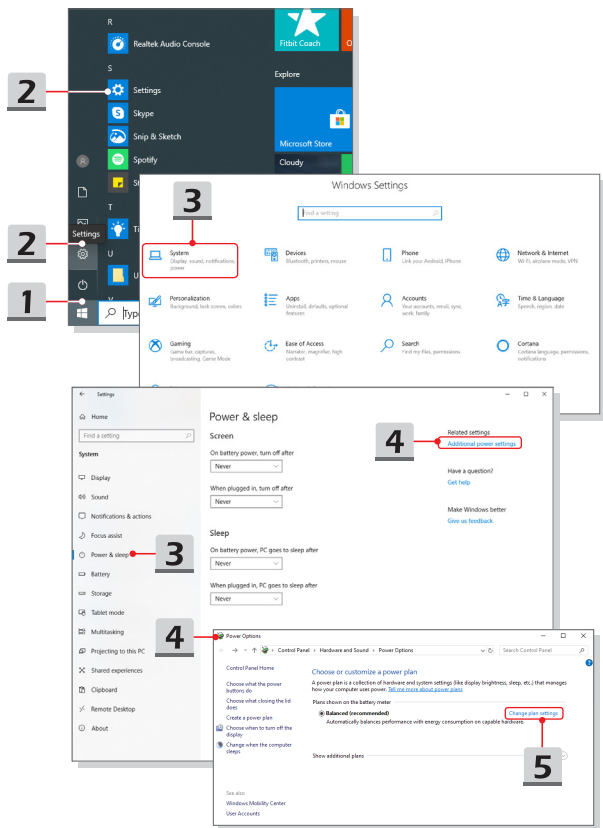 R
Realtek Audio Console
S
Settings
Skype
Snip & Sketch
Spotify
St
T
Ti
U
U
V
Settings
Type
Fitbit Coach
O
Explore
Microsoft Store
Cloudy
2
2
1
Windows Settings
Find a setting
3
System
Display, sound, notifications,
power
Devices
Bluetooth, printers, mouse
Phone
Link your Android, iPhone
Network & Internet
Wi-Fi, airplane mode, VPN
Personalization
Background, lock screen, colors
Apps
Uninstall, defaults, optional
features
Accounts
Your accounts, email, sync,
work, family
Time & Language
Speech, region, date
Gaming
Game bar, captures,
broadcasting, Game Mode
Ease of Access
Narrator, magnifier, high
contrast
Search
Find my files, permissions
Cortana
Cortana language, permissions,
notifications
Settings
Home
Find a setting
System
Display
Sound
Notifications & actions
Focus assist
Power & sleep
Battery
Storage
Tablet mode
Multitasking
Projecting to this PC
Shared experiences
Clipboard
Remote Desktop
About
3
Power & sleep
Screen
On battery power, turn off after
Never
When plugged in, turn off after
Never
Sleep
On battery power, PC goes to sleep after
Never
When plugged in, PC goes to sleep after
Never
4
Related settings
Additional power settings
Have a question?
Get help
Make Windows better
Give us feedback
4
Power Options
Control Panel › Hardware and Sound › Power Options
Search Control Panel
Control Panel Home
Choose what the power
buttons do
Choose what closing the lid
does
Create a power plan
Choose when to turn off the
display
Change when the computer
sleeps
See also
Windows Mobility Center
User Accounts
Choose or customize a power plan
A power plan is a collection of hardware and system settings (like display brightness, sleep, etc.) that manages
how your computer uses power. Tell me more about power plans
Plans shown on the battery meter
Balanced (recommended)
Change plan settings
Automatically balances performance with energy consumption on capable hardware.
Show additional plans
5